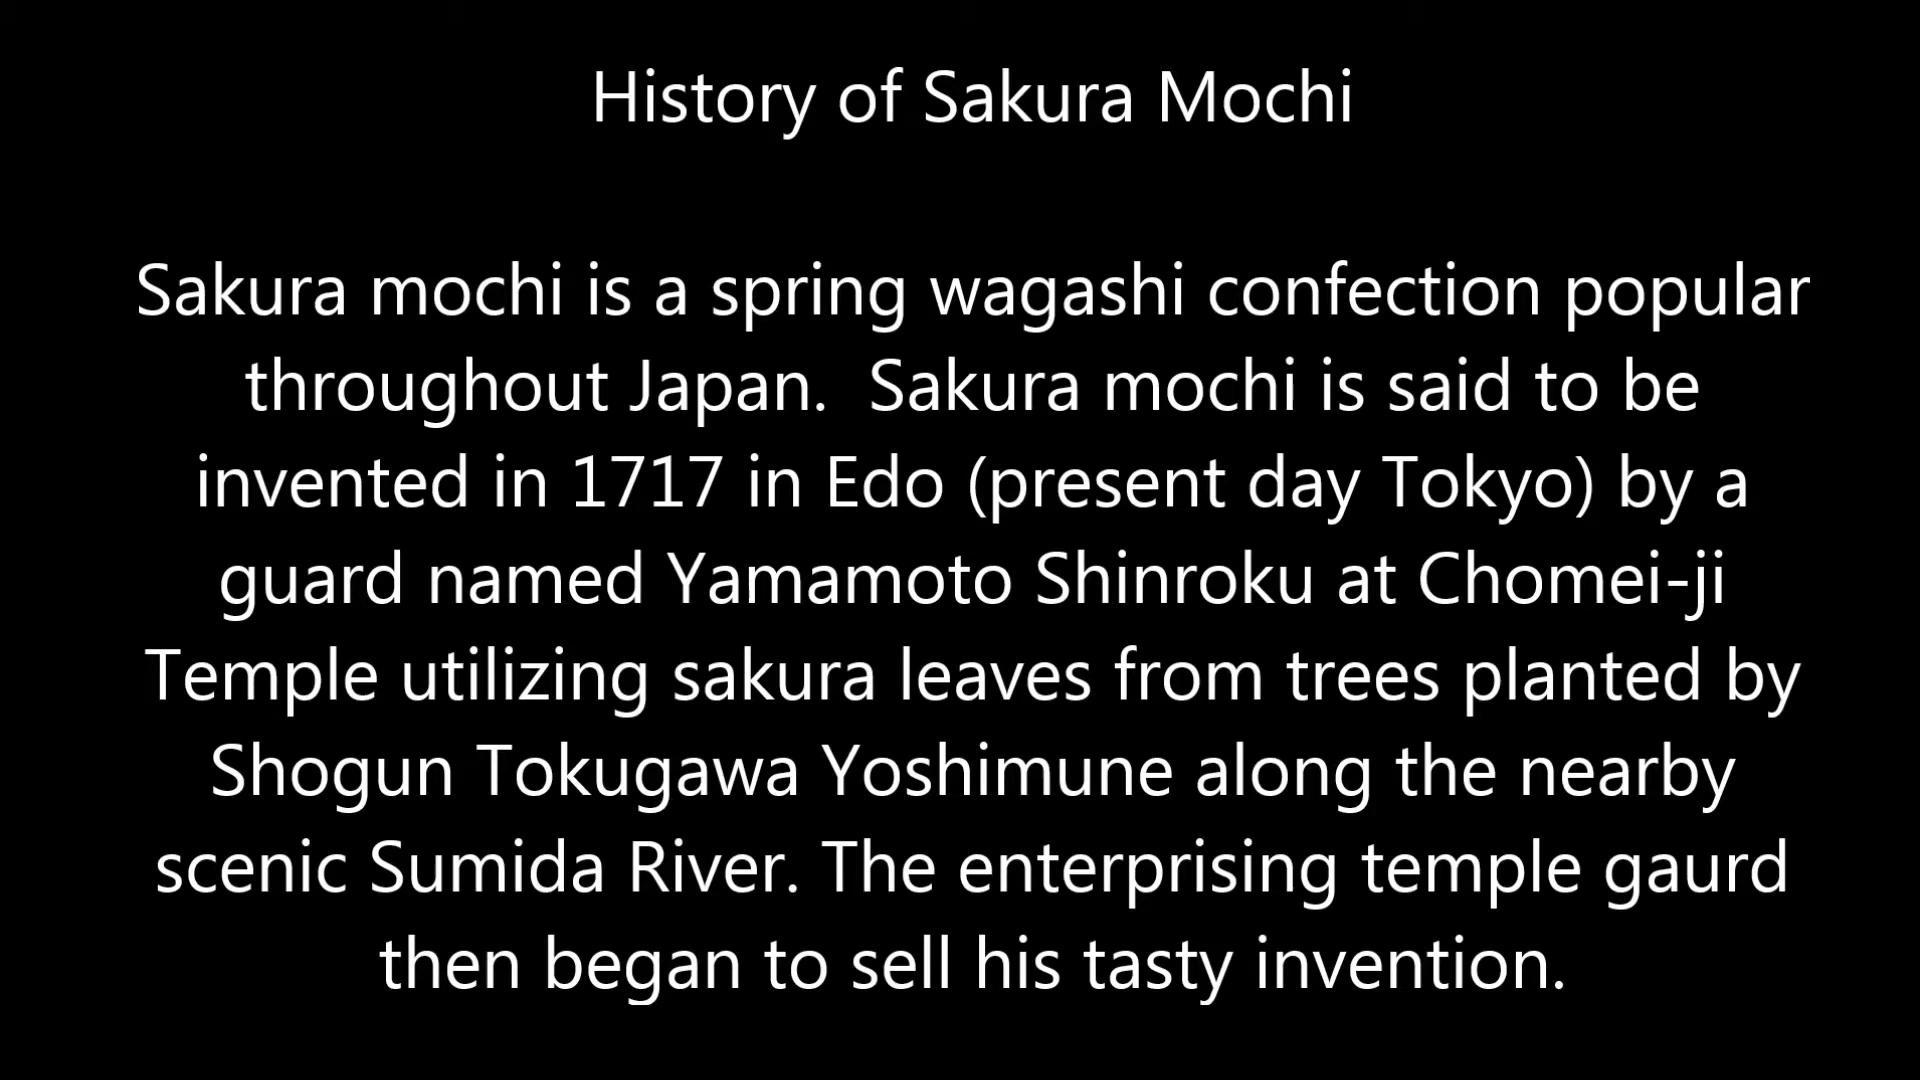 History of Sakura Mochi
Sakura mochi is a spring wagashi confection popular
throughout Japan.  Sakura mochi is said to be
invented in 1717 in Edo (present day Tokyo) by a
guard named Yamamoto Shinroku at Chomei-ji
Temple utilizing sakura leaves from trees planted by
Shogun Tokugawa Yoshimune along the nearby
scenic Sumida River. The enterprising temple gaurd
then began to sell his tasty invention.